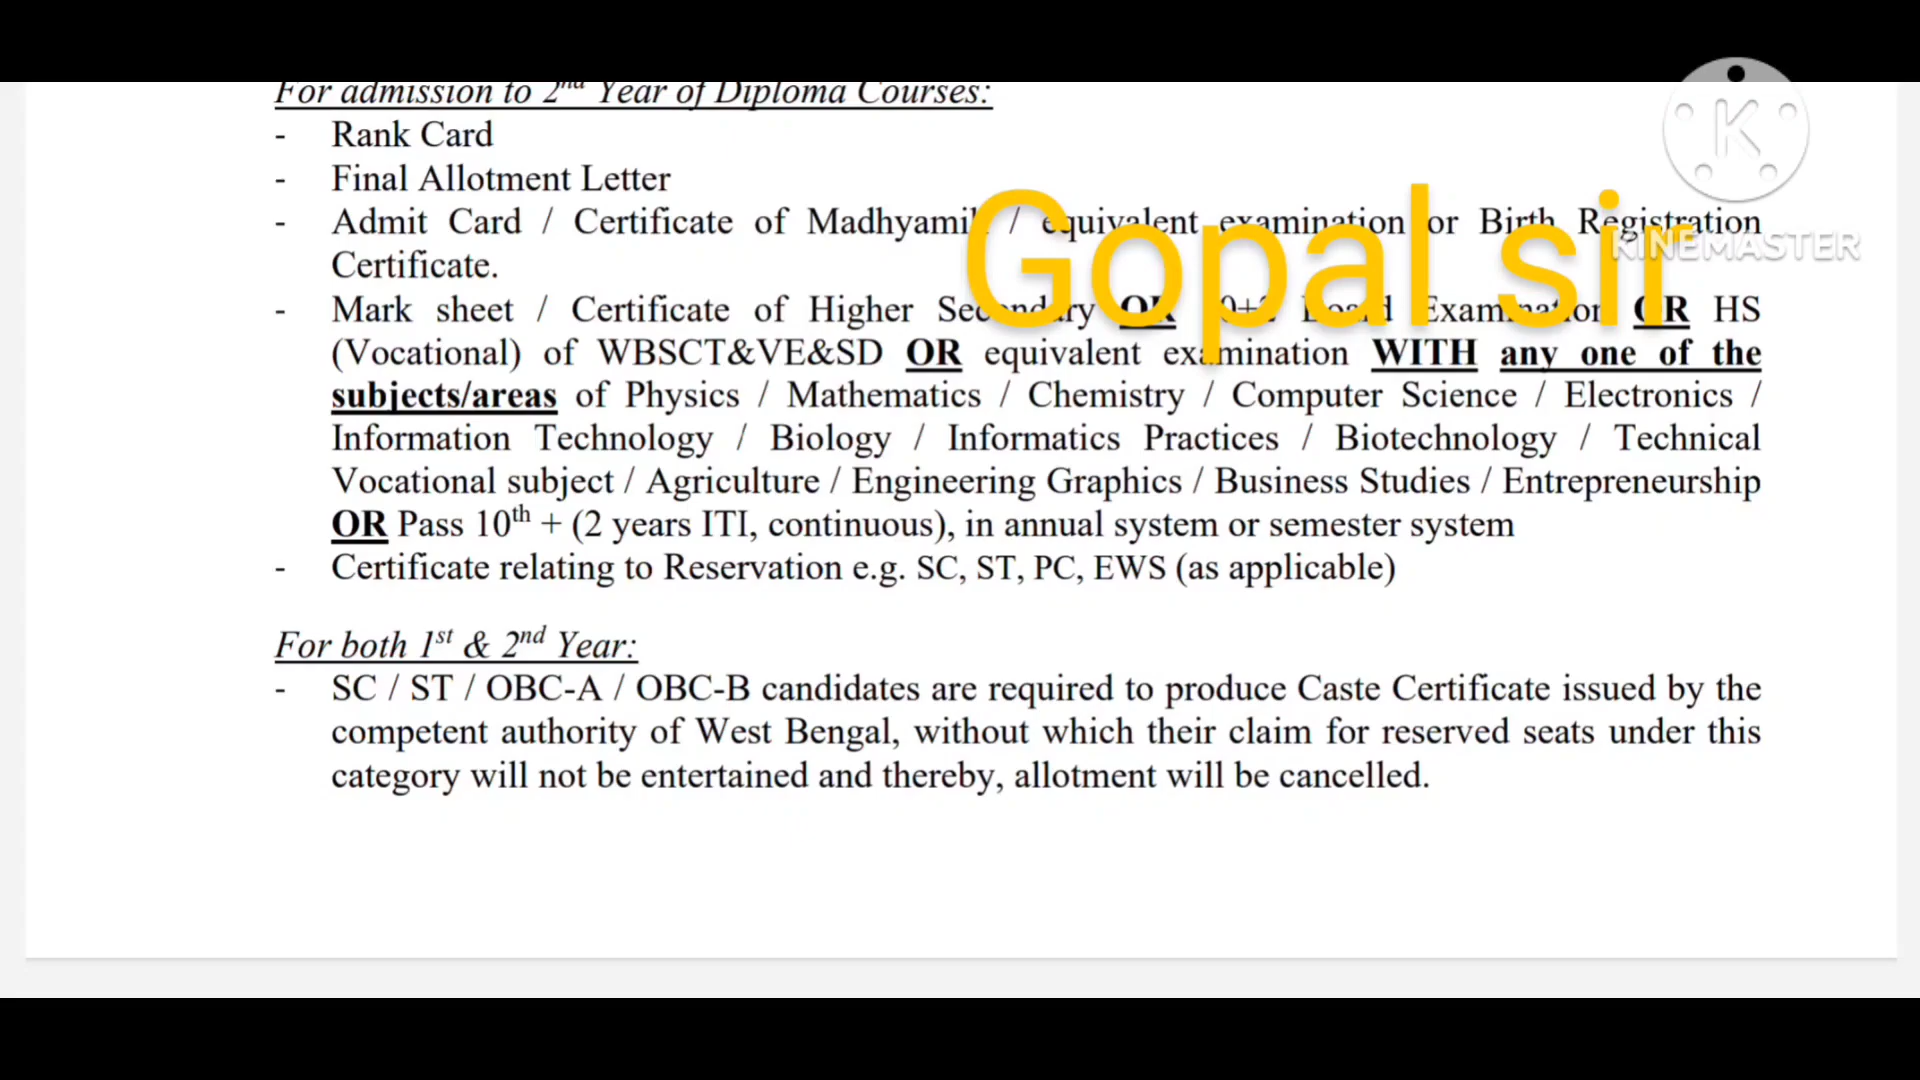 For admission to 2nd Year of Diploma Courses:
- Rank Card
- Final Allotment Letter
- Admit Card / Certificate of Madhyamik / equivalent examination or Birth Registration
Certificate.
- Mark sheet / Certificate of Higher Secondary OR 10+2 Board Examination OR HS
(Vocational) of WBSCT&VE&SD OR equivalent examination WITH any one of the
subjects/areas of Physics / Mathematics / Chemistry / Computer Science / Electronics /
Information Technology / Biology / Informatics Practices / Biotechnology / Technical
Vocational subject / Agriculture / Engineering Graphics / Business Studies / Entrepreneurship
OR Pass 10th + (2 years ITI, continuous), in annual system or semester system
- Certificate relating to Reservation e.g. SC, ST, PC, EWS (as applicable)
For both 1st & 2nd Year:
- SC / ST / OBC-A / OBC-B candidates are required to produce Caste Certificate issued by the
competent authority of West Bengal, without which their claim for reserved seats under this
category will not be entertained and thereby, allotment will be cancelled.
Gopal sir
K
KINEMASTER